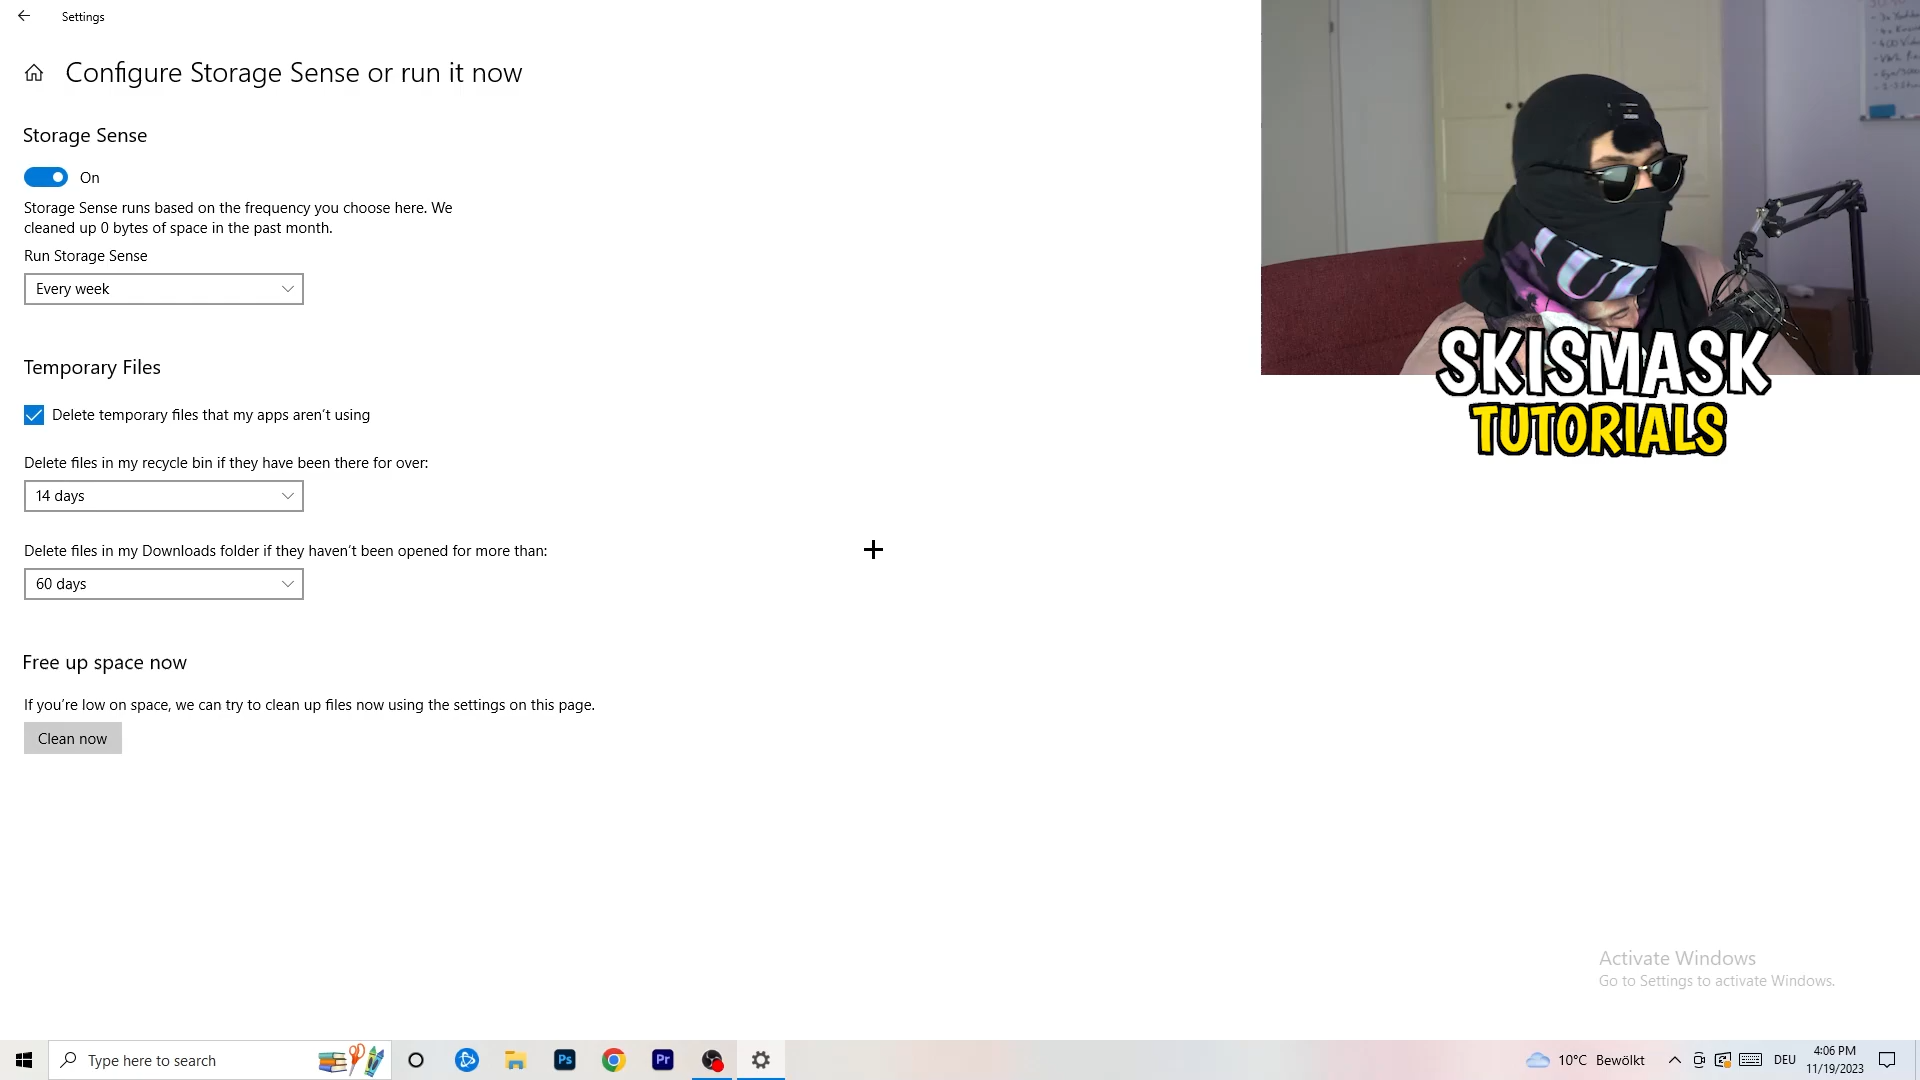 Settings
Configure Storage Sense or run it now
Storage Sense
On
Storage Sense runs based on the frequency you choose here. We
cleaned up 0 bytes of space in the past month.
Run Storage Sense
Every week
Temporary Files
Delete temporary files that my apps aren't using
Delete files in my recycle bin if they have been there for over:
14 days
Delete files in my Downloads folder if they haven't been opened for more than:
60 days
Free up space now
If you're low on space, we can try to clean up files now using the settings on this page.
Clean now
SKISMASK
TUTORIALS
Activate Windows
Go to Settings to activate Windows.
Type here to search
Ps
Pr
10°C Bewölkt
DEU
4:06 PM
11/19/2023